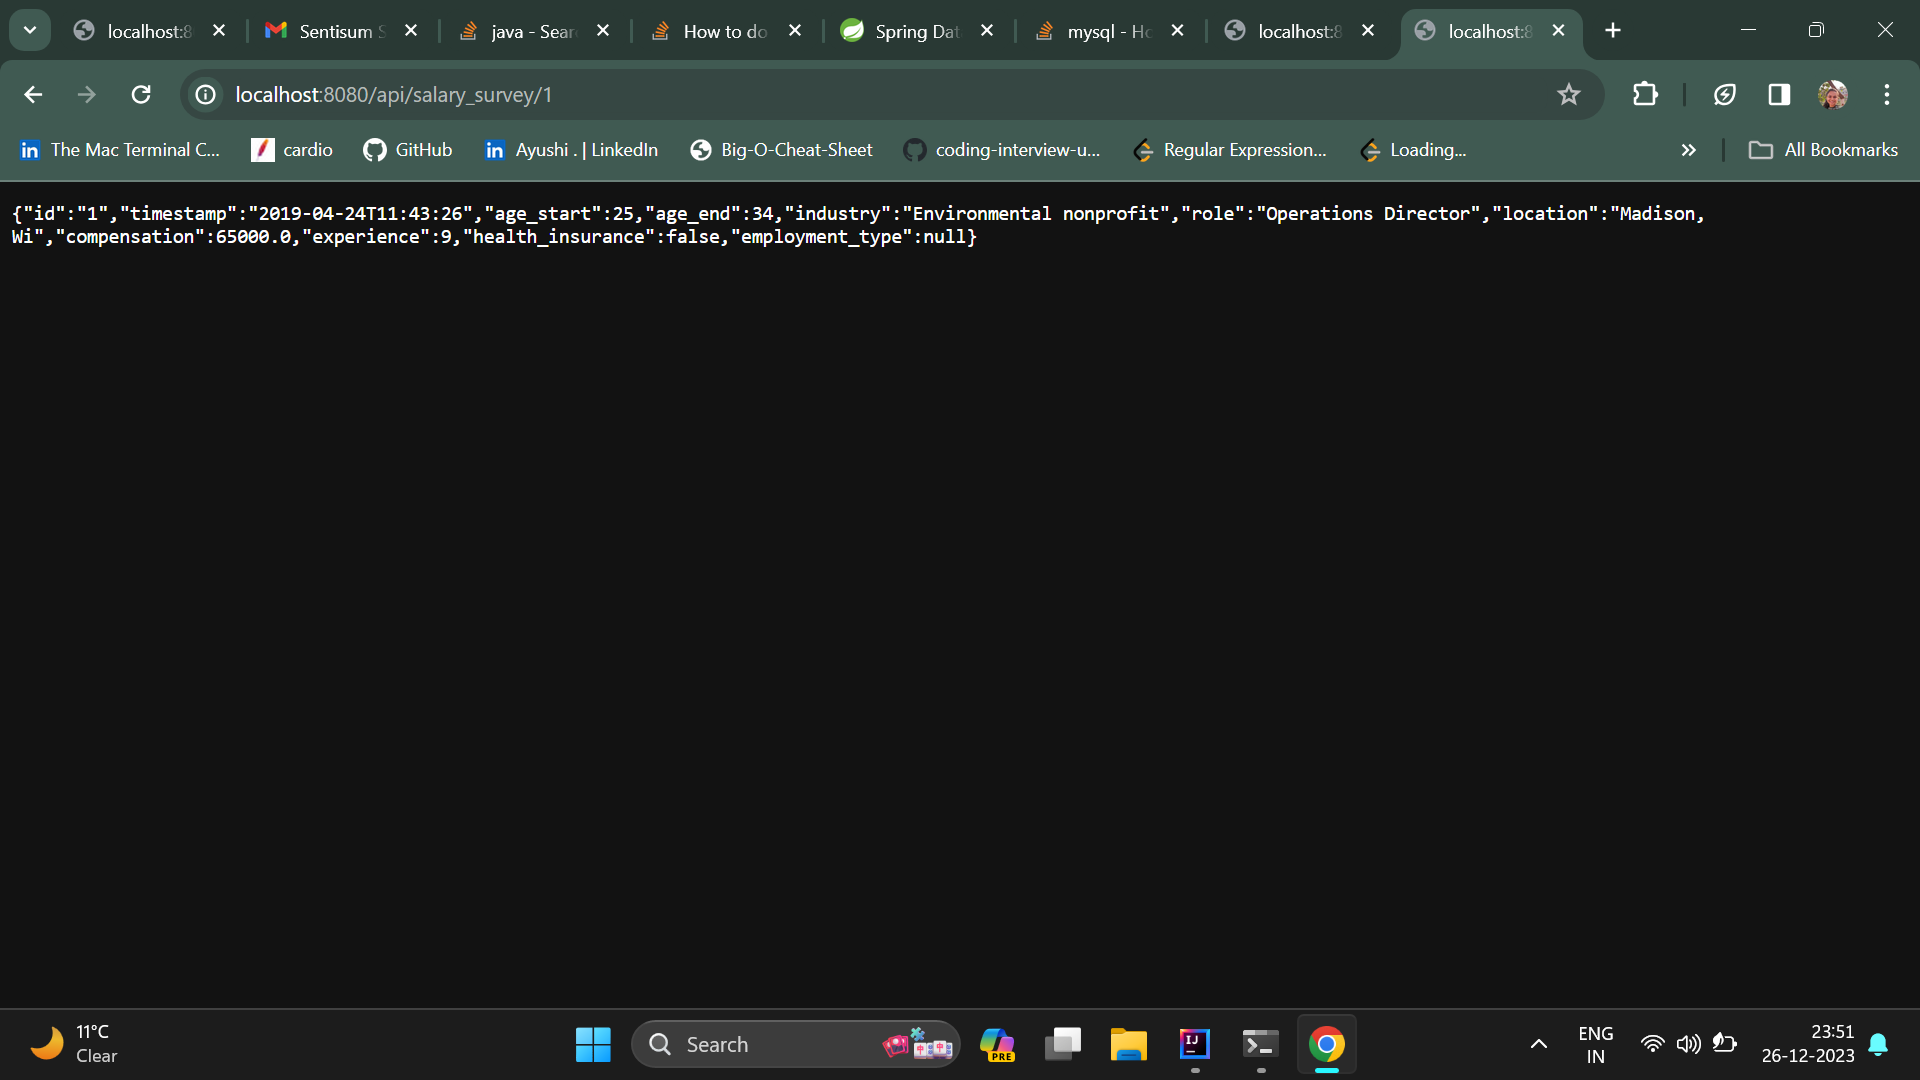 localhost:8
Sentisum S
java - Sear
How to do
Spring Dat
mysql - Ho
localhost:8
localhost:8
localhost:8080/api/salary_survey/1
The Mac Terminal C...
cardio
GitHub
Ayushi . | LinkedIn
Big-O-Cheat-Sheet
coding-interview-u...
Regular Expression...
Loading...
All Bookmarks
{"id":"1","timestamp":"2019-04-24T11:43:26","age_start":25,"age_end":34,"industry":"Environmental nonprofit","role":"Operations Director","location":"Madison,
Wi","compensation":65000.0,"experience":9,"health_insurance":false,"employment_type":null}
11°C
Clear
Search
PRE
IJ
ENG
IN
23:51
26-12-2023